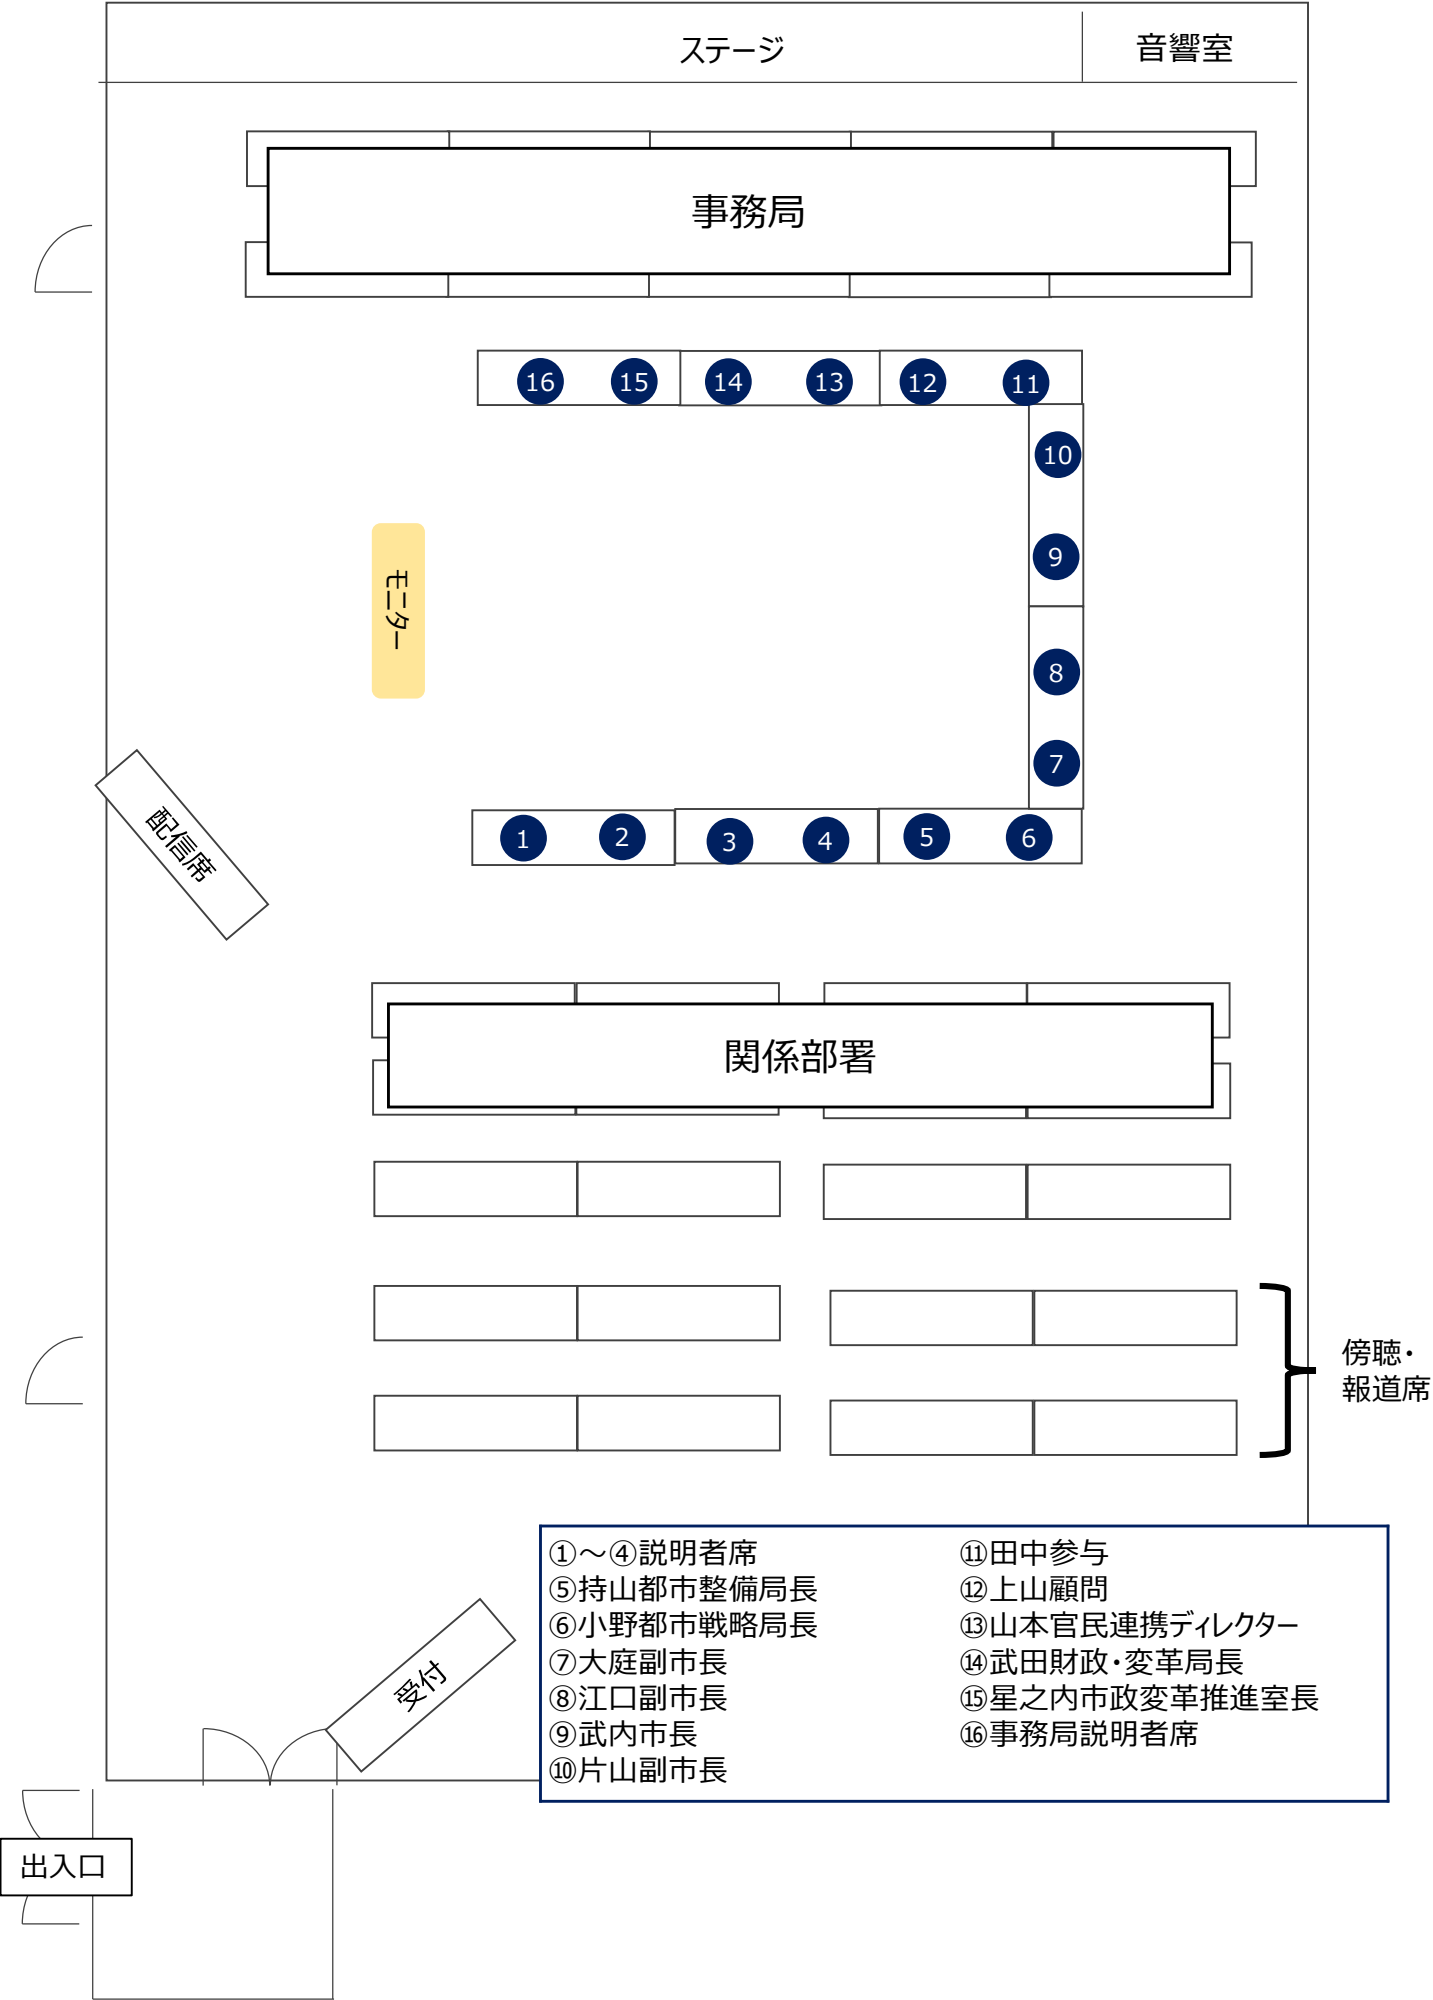 ステージ
音響室
事務局
16 15 14 13 12 11
10
9
モニター
8
7
配信席
1 2 3 4 5 6
関係部署
傍聴・
報道席
①～④説明者席
⑤持山都市整備局長
⑥小野都市戦略局長
⑦大庭副市長
⑧江口副市長
⑨武内市長
⑩片山副市長
⑪田中参与
⑫上山顧問
⑬山本官民連携ディレクター
⑭武田財政・変革局長
⑮星之内市政変革推進室長
⑯事務局説明者席
受付
出入口